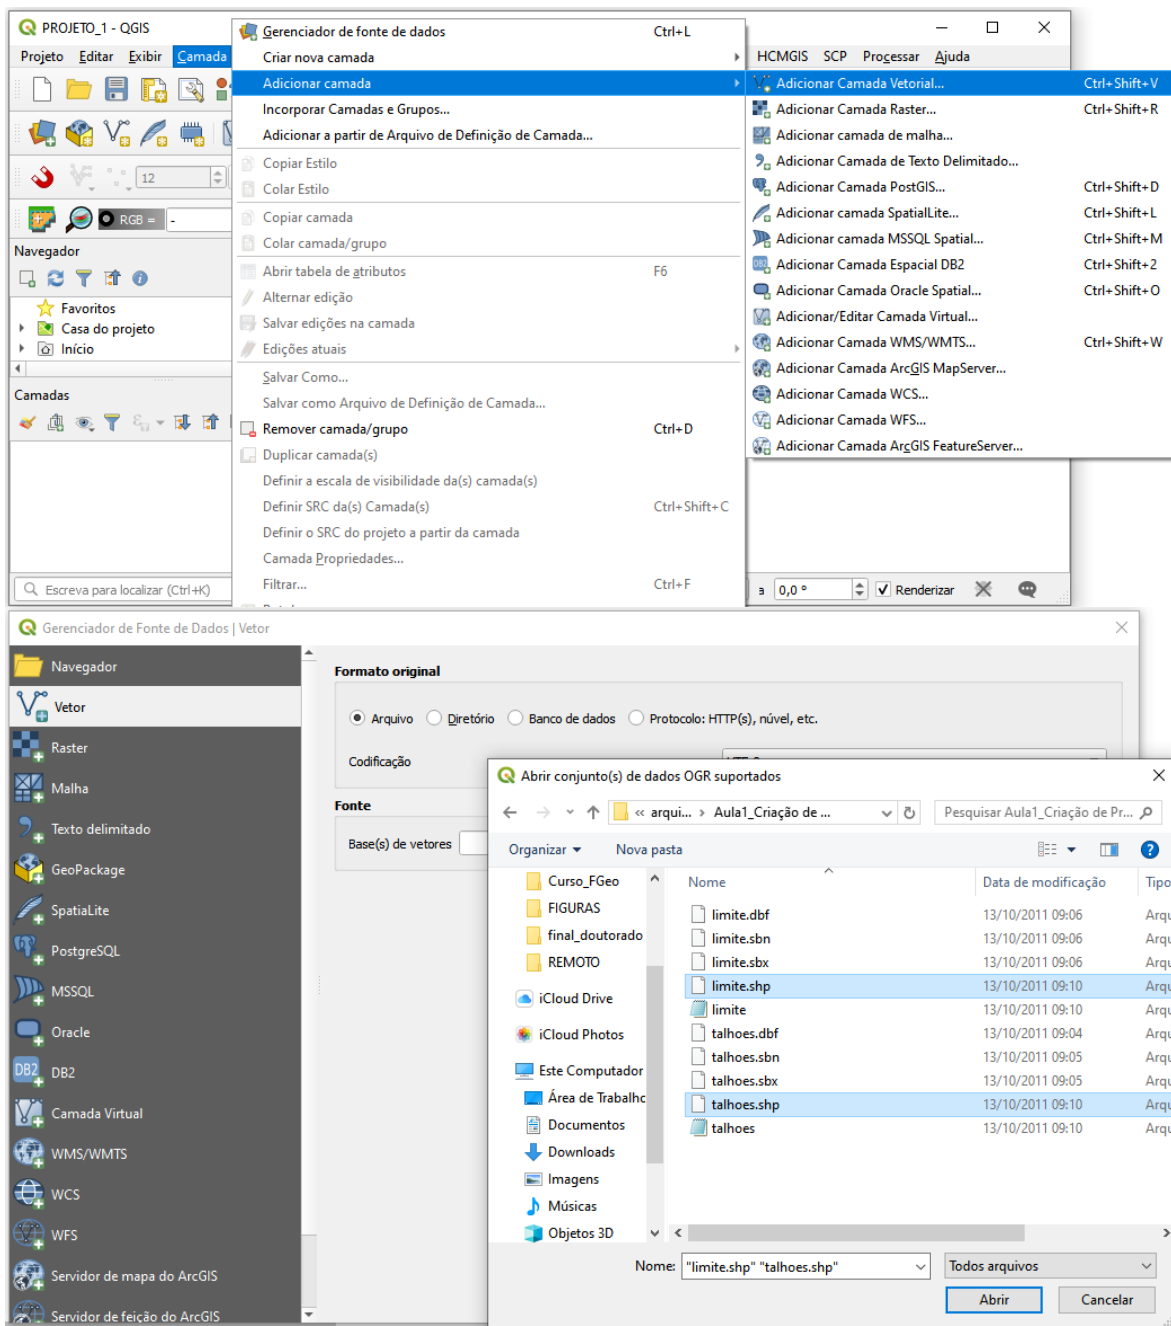 PROJETO_1 - QGIS
Projeto Editar Exibir Camada
HCMGIS SCP Processar Ajuda
Gerenciador de fonte de dados Ctrl+L
Criar nova camada
Adicionar camada
Incorporar Camadas e Grupos...
Adicionar a partir de Arquivo de Definição de Camada...
Copiar Estilo
Colar Estilo
Copiar camada
Colar camada/grupo
Abrir tabela de atributos F6
Alternar edição
Salvar edições na camada
Edições atuais
Salvar Como...
Salvar como Arquivo de Definição de Camada...
Remover camada/grupo Ctrl+D
Duplicar camada(s)
Definir a escala de visibilidade da(s) camada(s)
Definir SRC da(s) Camada(s) Ctrl+Shift+C
Definir o SRC do projeto a partir da camada
Camada Propriedades...
Filtrar... Ctrl+F
Adicionar Camada Vetorial... Ctrl+Shift+V
Adicionar Camada Raster... Ctrl+Shift+R
Adicionar camada de malha...
Adicionar Camada de Texto Delimitado...
Adicionar Camada PostGIS... Ctrl+Shift+D
Adicionar camada SpatialLite... Ctrl+Shift+L
Adicionar camada MSSQL Spatial... Ctrl+Shift+M
DB2 Adicionar Camada Espacial DB2 Ctrl+Shift+2
Adicionar Camada Oracle Spatial... Ctrl+Shift+O
Adicionar/Editar Camada Virtual...
Adicionar Camada WMS/WMTS... Ctrl+Shift+W
Adicionar Camada ArcGIS MapServer...
Adicionar Camada WCS...
Adicionar Camada WFS...
Adicionar Camada ArcGIS FeatureServer...
12
RGB = -
Navegador
Favoritos
Casa do projeto
Início
Camadas
Escreva para localizar (Ctrl+K)
a 0,0 ° Renderizar
Gerenciador de Fonte de Dados | Vetor
Navegador
Vetor
Raster
Malha
Texto delimitado
GeoPackage
SpatiaLite
PostgreSQL
MSSQL
Oracle
DB2 DB2
Camada Virtual
WMS/WMTS
WCS
WFS
Servidor de mapa do ArcGIS
Servidor de feição do ArcGIS
Formato original
Arquivo Diretório Banco de dados Protocolo: HTTP(s), núvel, etc.
Codificação
Fonte
Base(s) de vetores
Abrir conjunto(s) de dados OGR suportados
« arqui... › Aula1_Criação de ... Pesquisar Aula1_Criação de Pr...
Organizar Nova pasta
Curso_FGeo
FIGURAS
final_doutorado
REMOTO
iCloud Drive
iCloud Photos
Este Computador
Área de Trabalho
Documentos
Downloads
Imagens
Músicas
Objetos 3D
Nome Data de modificação Tipo
limite.dbf 13/10/2011 09:06 Arqu
limite.sbn 13/10/2011 09:06 Arqu
limite.sbx 13/10/2011 09:06 Arqu
limite.shp 13/10/2011 09:10 Arqu
limite 13/10/2011 09:10 Arqu
talhoes.dbf 13/10/2011 09:04 Arqu
talhoes.sbn 13/10/2011 09:05 Arqu
talhoes.sbx 13/10/2011 09:05 Arqu
talhoes.shp 13/10/2011 09:10 Arqu
talhoes 13/10/2011 09:10 Arqu
Nome: "limite.shp" "talhoes.shp" Todos arquivos
Abrir Cancelar